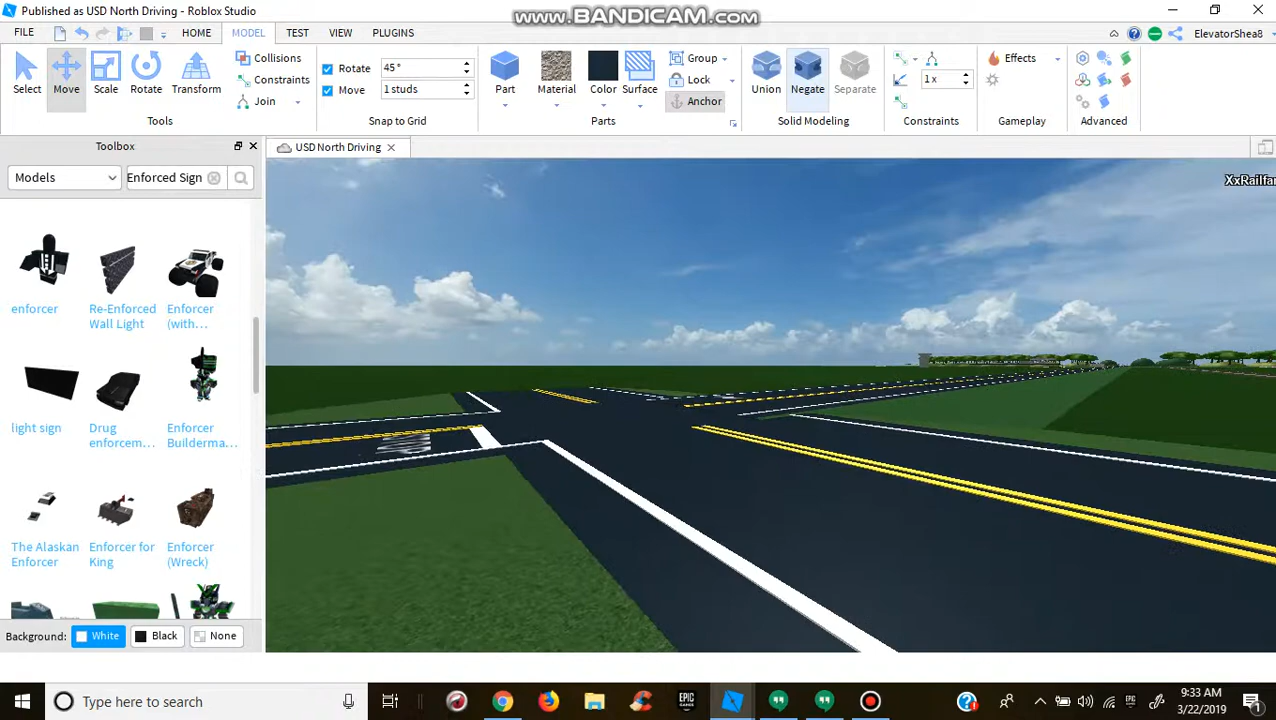 Published as USD North Driving - Roblox Studio
www.BANDICAM.com
FILE HOME MODEL TEST VIEW PLUGINS ElevatorShea8
Select Move Scale Rotate Transform
Collisions
Constraints
Join
Tools
Rotate 45°
Move 1 studs
Snap to Grid
Part Material Color Surface
Group
Lock
Anchor
Parts
Union Negate Separate
Solid Modeling
1 x
Constraints
Effects
Gameplay
Advanced
Toolbox
USD North Driving
Models Enforced Sign
XxRailfan
enforcer Re-Enforced Wall Light Enforcer (with...
light sign Drug enforcem... Enforcer Builderma...
The Alaskan Enforcer Enforcer for King Enforcer (Wreck)
Background: White Black None
Type here to search
EPIC GAMES
9:33 AM
3/22/2019